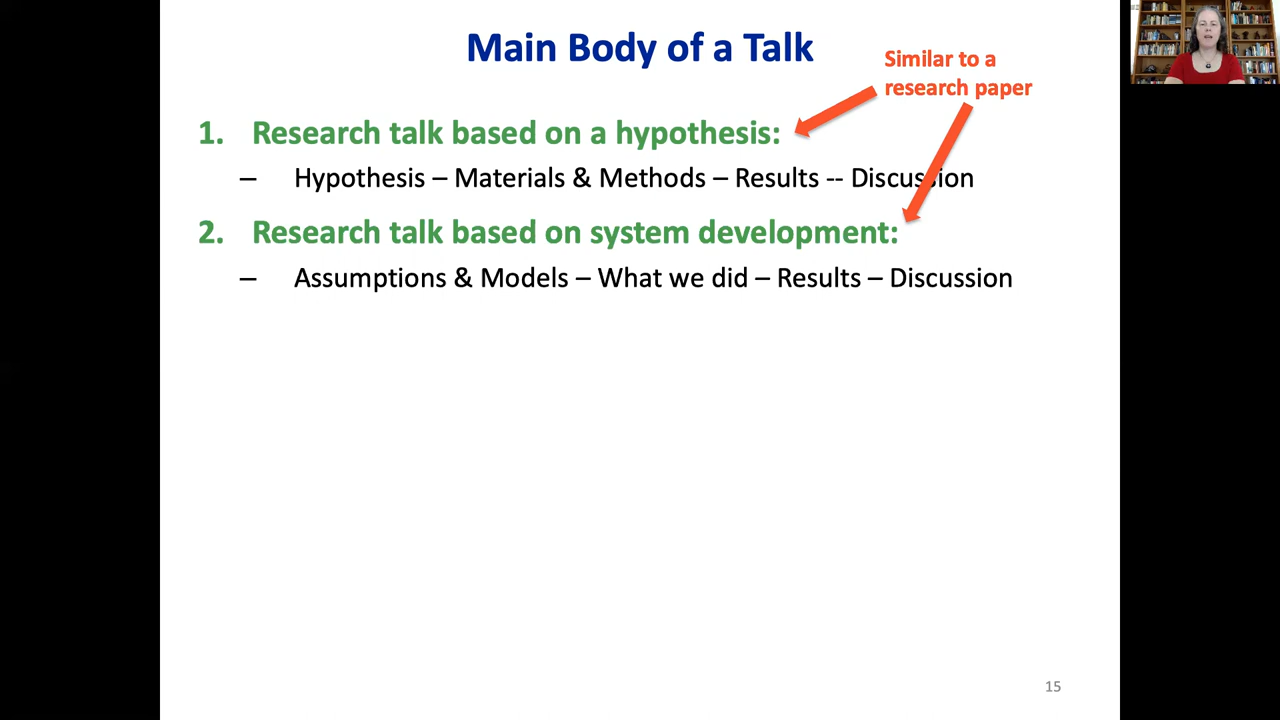 Main Body of a Talk
Similar to a
research paper
1. Research talk based on a hypothesis:
– Hypothesis – Materials & Methods – Results -- Discussion
2. Research talk based on system development:
– Assumptions & Models – What we did – Results – Discussion
15